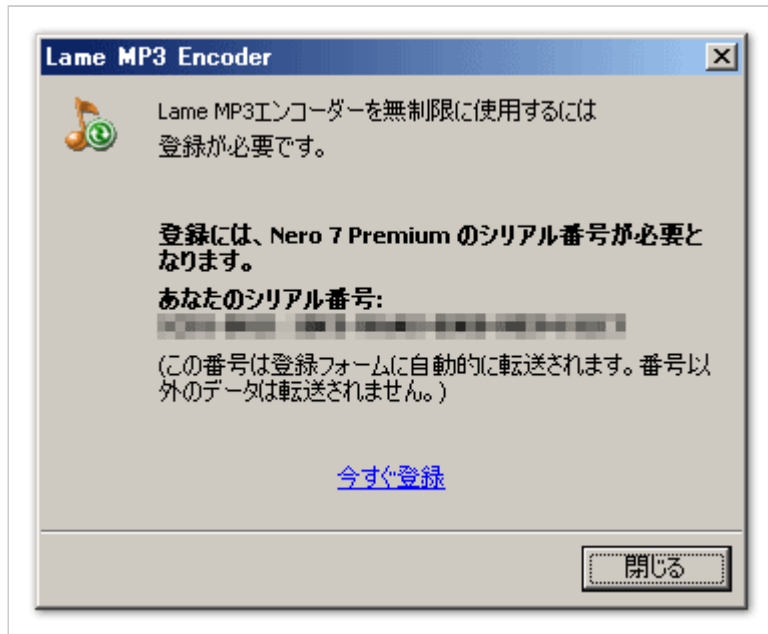 Lame MP3 Encoder
Lame MP3エンコーダーを無制限に使用するには
登録が必要です。
登録には、Nero 7 Premium のシリアル番号が必要と
なります。
あなたのシリアル番号:
(この番号は登録フォームに自動的に転送されます。番号以
外のデータは転送されません。)
今すぐ登録
閉じる